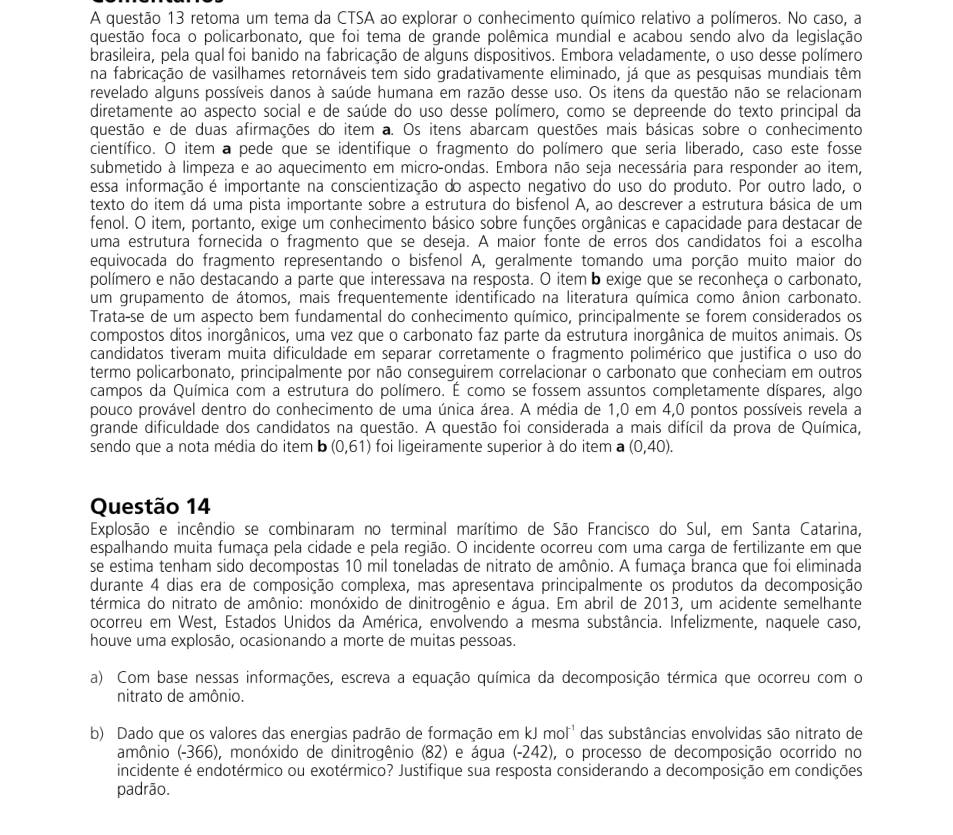 Comentários
A questão 13 retoma um tema da CTSA ao explorar o conhecimento químico relativo a polímeros. No caso, a
questão foca o policarbonato, que foi tema de grande polêmica mundial e acabou sendo alvo da legislação
brasileira, pela qual foi banido na fabricação de alguns dispositivos. Embora veladamente, o uso desse polímero
na fabricação de vasilhames retornáveis tem sido gradativamente eliminado, já que as pesquisas mundiais têm
revelado alguns possíveis danos à saúde humana em razão desse uso. Os itens da questão não se relacionam
diretamente ao aspecto social e de saúde do uso desse polímero, como se depreende do texto principal da
questão e de duas afirmações do item a. Os itens abarcam questões mais básicas sobre o conhecimento
científico. O item a pede que se identifique o fragmento do polímero que seria liberado, caso este fosse
submetido à limpeza e ao aquecimento em micro-ondas. Embora não seja necessária para responder ao item,
essa informação é importante na conscientização do aspecto negativo do uso do produto. Por outro lado, o
texto do item dá uma pista importante sobre a estrutura do bisfenol A, ao descrever a estrutura básica de um
fenol. O item, portanto, exige um conhecimento básico sobre funções orgânicas e capacidade para destacar de
uma estrutura fornecida o fragmento que se deseja. A maior fonte de erros dos candidatos foi a escolha
equivocada do fragmento representando o bisfenol A, geralmente tomando uma porção muito maior do
polímero e não destacando a parte que interessava na resposta. O item b exige que se reconheça o carbonato,
um grupamento de átomos, mais frequentemente identificado na literatura química como ânion carbonato.
Trata-se de um aspecto bem fundamental do conhecimento químico, principalmente se forem considerados os
compostos ditos inorgânicos, uma vez que o carbonato faz parte da estrutura inorgânica de muitos animais. Os
candidatos tiveram muita dificuldade em separar corretamente o fragmento polimérico que justifica o uso do
termo policarbonato, principalmente por não conseguirem correlacionar o carbonato que conheciam em outros
campos da Química com a estrutura do polímero. É como se fossem assuntos completamente díspares, algo
pouco provável dentro do conhecimento de uma única área. A média de 1,0 em 4,0 pontos possíveis revela a
grande dificuldade dos candidatos na questão. A questão foi considerada a mais difícil da prova de Química,
sendo que a nota média do item b (0,61) foi ligeiramente superior à do item a (0,40).
Questão 14
Explosão e incêndio se combinaram no terminal marítimo de São Francisco do Sul, em Santa Catarina,
espalhando muita fumaça pela cidade e pela região. O incidente ocorreu com uma carga de fertilizante em que
se estima tenham sido decompostas 10 mil toneladas de nitrato de amônio. A fumaça branca que foi eliminada
durante 4 dias era de composição complexa, mas apresentava principalmente os produtos da decomposição
térmica do nitrato de amônio: monóxido de dinitrogênio e água. Em abril de 2013, um acidente semelhante
ocorreu em West, Estados Unidos da América, envolvendo a mesma substância. Infelizmente, naquele caso,
houve uma explosão, ocasionando a morte de muitas pessoas.
a) Com base nessas informações, escreva a equação química da decomposição térmica que ocorreu com o
nitrato de amônio.
b) Dado que os valores das energias padrão de formação em kJ mol⁻¹ das substâncias envolvidas são nitrato de
amônio (-366), monóxido de dinitrogênio (82) e água (-242), o processo de decomposição ocorrido no
incidente é endotérmico ou exotérmico? Justifique sua resposta considerando a decomposição em condições
padrão.